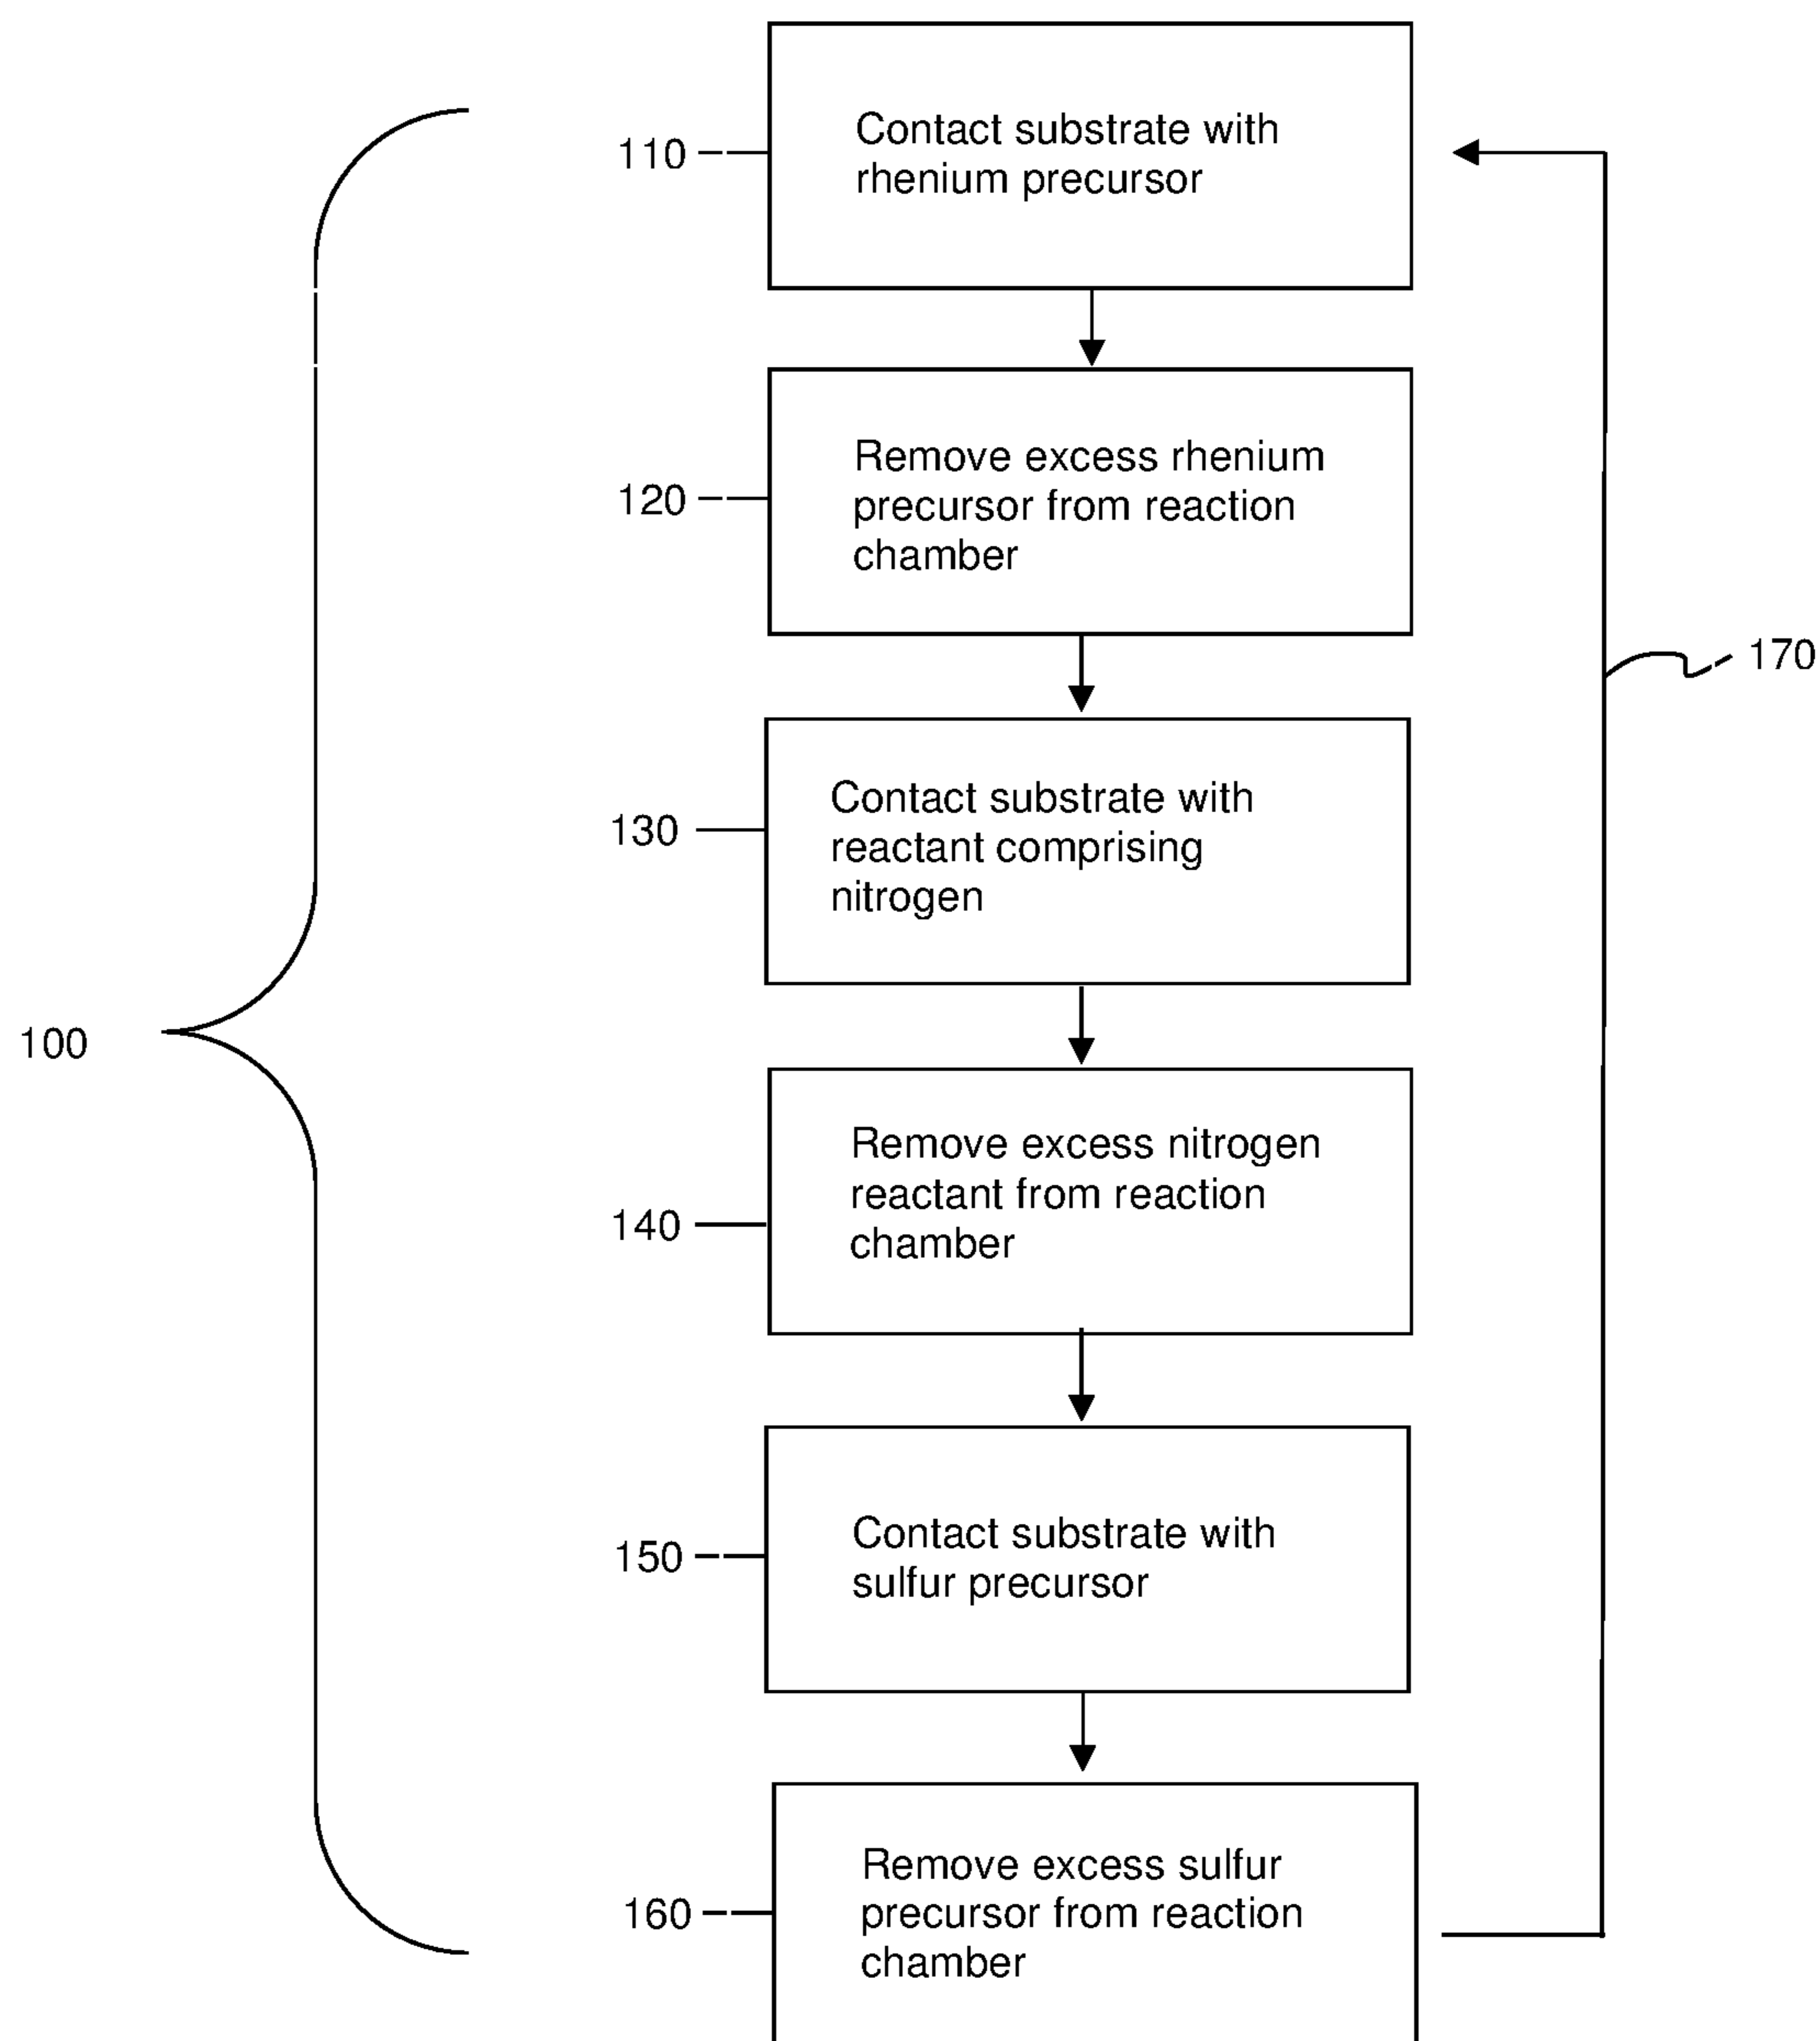 110
Contact substrate with
rhenium precursor
120
Remove excess rhenium
precursor from reaction
chamber
170
130
Contact substrate with
reactant comprising
nitrogen
100
140
Remove excess nitrogen
reactant from reaction
chamber
150
Contact substrate with
sulfur precursor
160
Remove excess sulfur
precursor from reaction
chamber